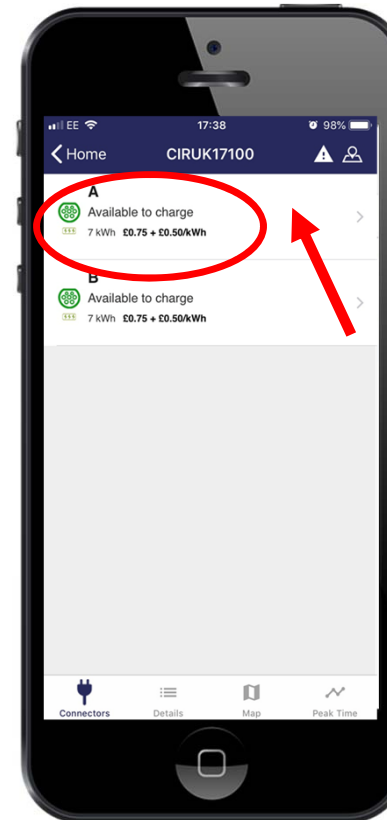 EE 17:38 98%
Home CIRUK17100
A
Available to charge
7 kWh £0.75 + £0.50/kWh
B
Available to charge
7 kWh £0.75 + £0.50/kWh
Connectors Details Map Peak Time